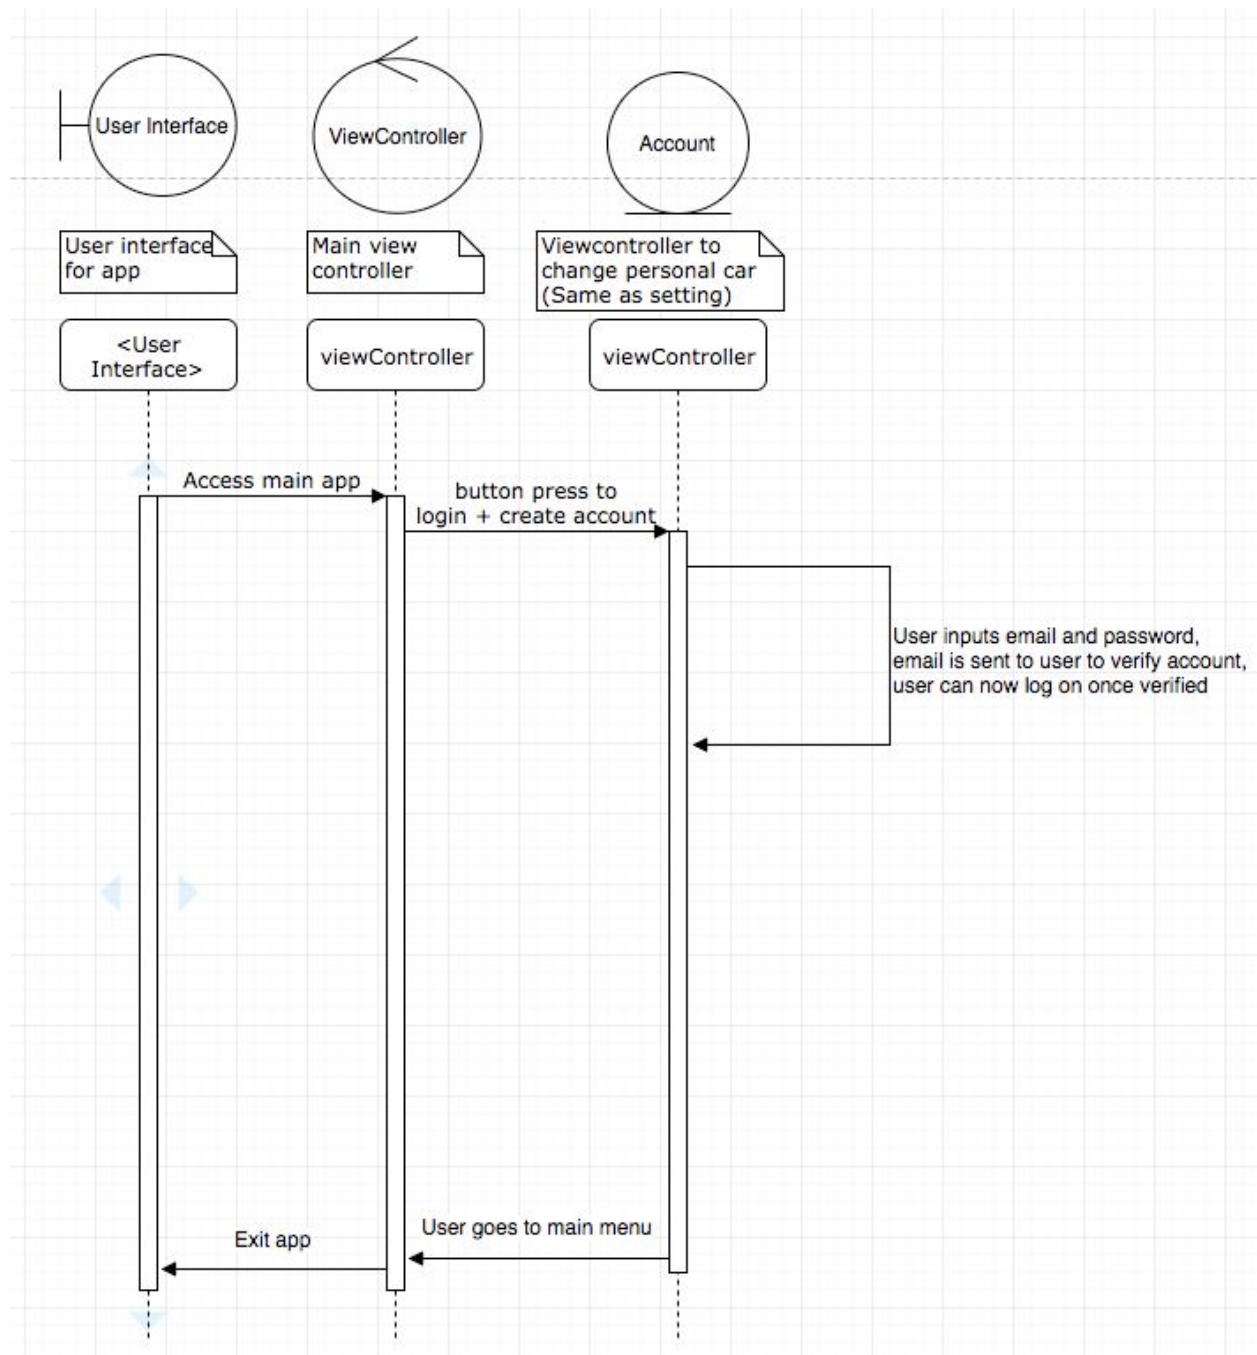 User Interface
ViewController
Account
User interface
for app
Main view
controller
Viewcontroller to
change personal car
(Same as setting)
<User
Interface>
viewController
viewController
Access main app
button press to
login + create account
User inputs email and password,
email is sent to user to verify account,
user can now log on once verified
User goes to main menu
Exit app